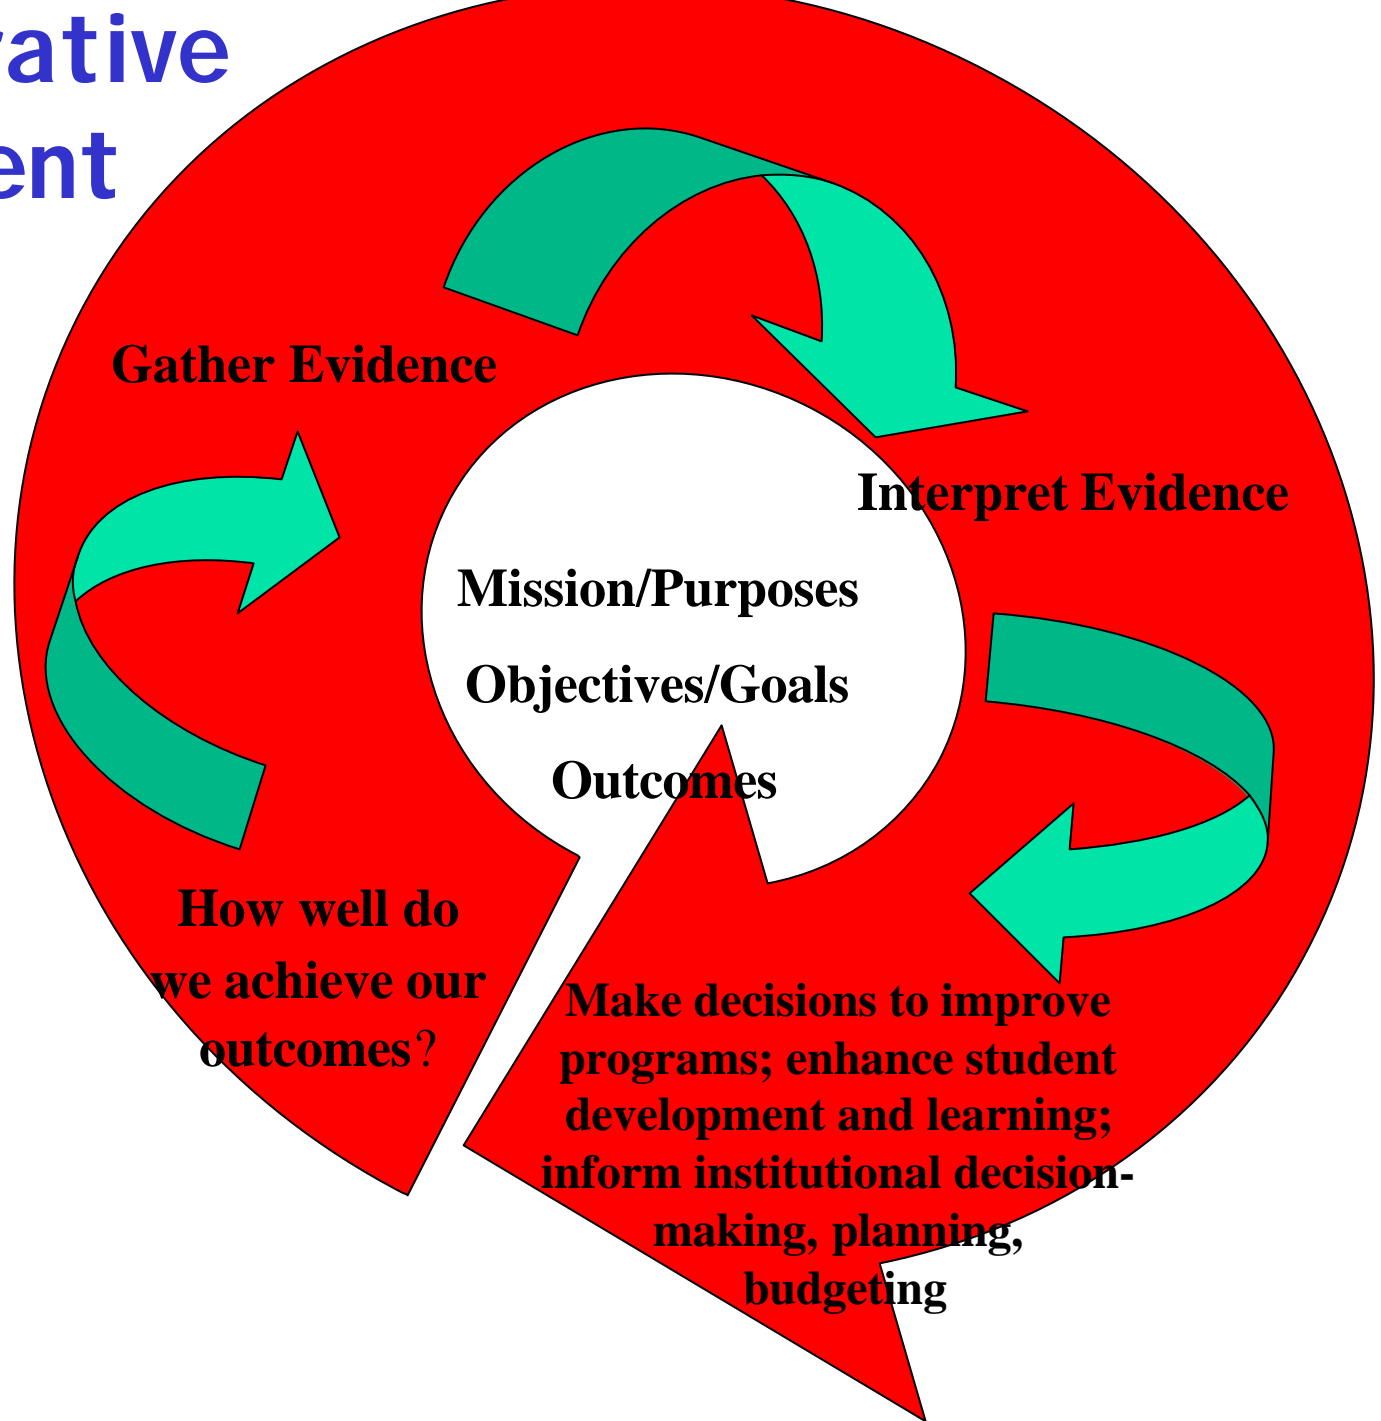 rative
ent
Gather Evidence
Interpret Evidence
Mission/Purposes
Objectives/Goals
Outcomes
How well do
we achieve our
outcomes?
Make decisions to improve
programs; enhance student
development and learning;
inform institutional decision-
making, planning,
budgeting